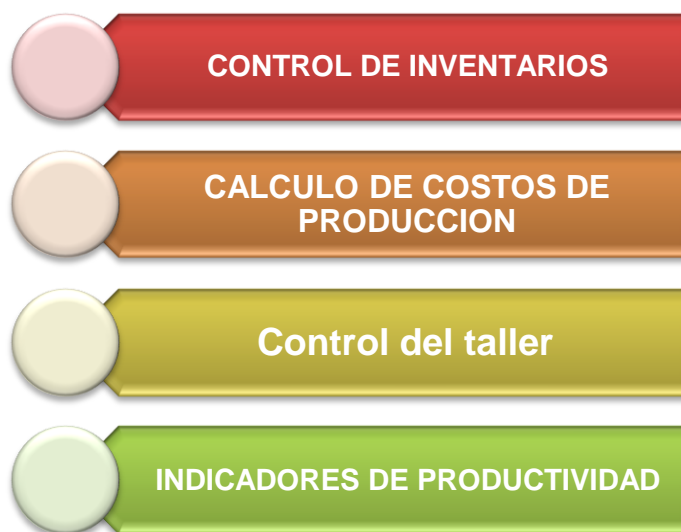 CONTROL DE INVENTARIOS
CALCULO DE COSTOS DE
PRODUCCION
Control del taller
INDICADORES DE PRODUCTIVIDAD